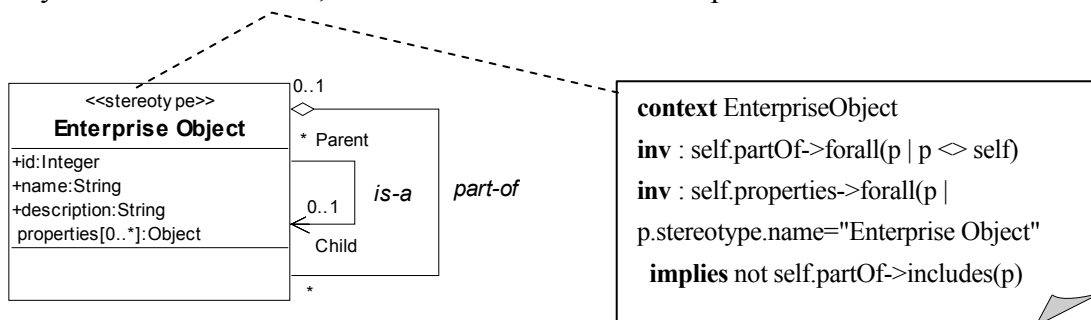 <<stereotype>>
Enterprise Object
+id:Integer
+name:String
+description:String
properties[0..*]:Object
0..1
* Parent
is-a
part-of
0..1
Child
*
context EnterpriseObject
inv : self.partOf->forall(p | p <> self)
inv : self.properties->forall(p |
p.stereotype.name="Enterprise Object"
implies not self.partOf->includes(p)